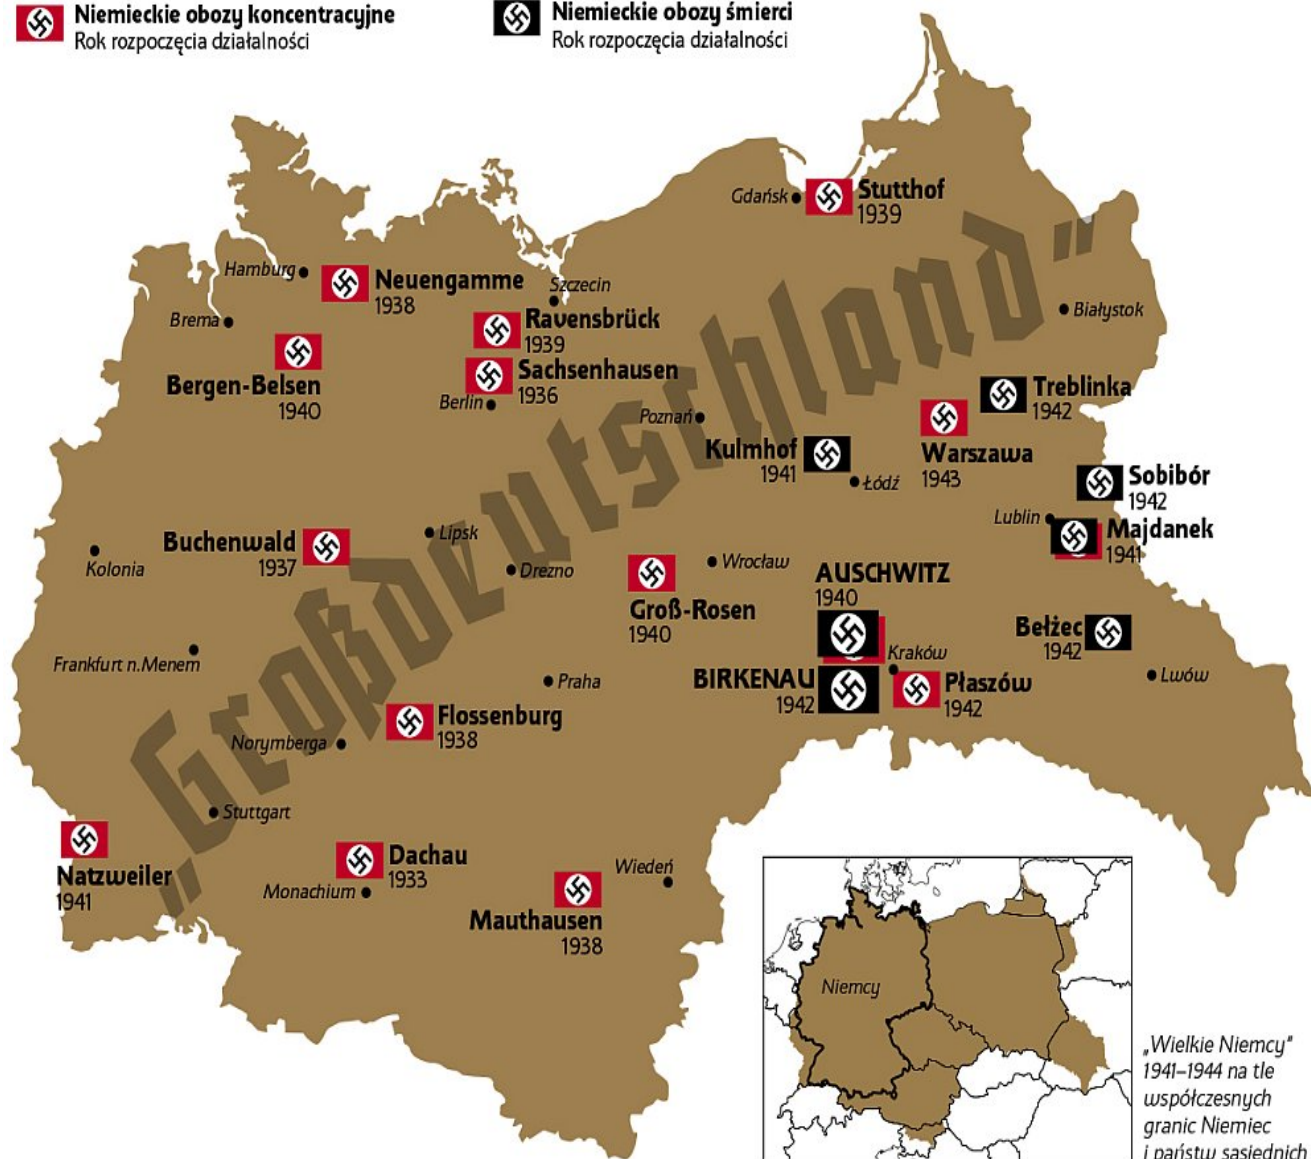 Niemieckie obozy koncentracyjne
Rok rozpoczęcia działalności
Niemieckie obozy śmierci
Rok rozpoczęcia działalności
Gdańsk
Stutthof
1939
Hamburg
Neuengamme
1938
Szczecin
Brema
Ravensbrück
1939
Białystok
Bergen-Belsen
1940
Sachsenhausen
1936
Berlin
Treblinka
1942
Poznań
Kulmhof
1941
Łódź
Warszawa
1943
Sobibór
1942
Lublin
Majdanek
1941
„Großdeutschland”
Buchenwald
1937
Lipsk
Kolonia
Drezno
Wrocław
Groß-Rosen
1940
AUSCHWITZ
1940
Bełżec
1942
Kraków
Lwów
Frankfurt n.Menem
Praha
BIRKENAU
1942
Płaszów
1942
Flossenburg
1938
Norymberga
Stuttgart
Natzweiler
1941
Dachau
1933
Monachium
Wiedeń
Mauthausen
1938
Niemcy
„Wielkie Niemcy”
1941–1944 na tle
współczesnych
granic Niemiec
i państw sąsiednich